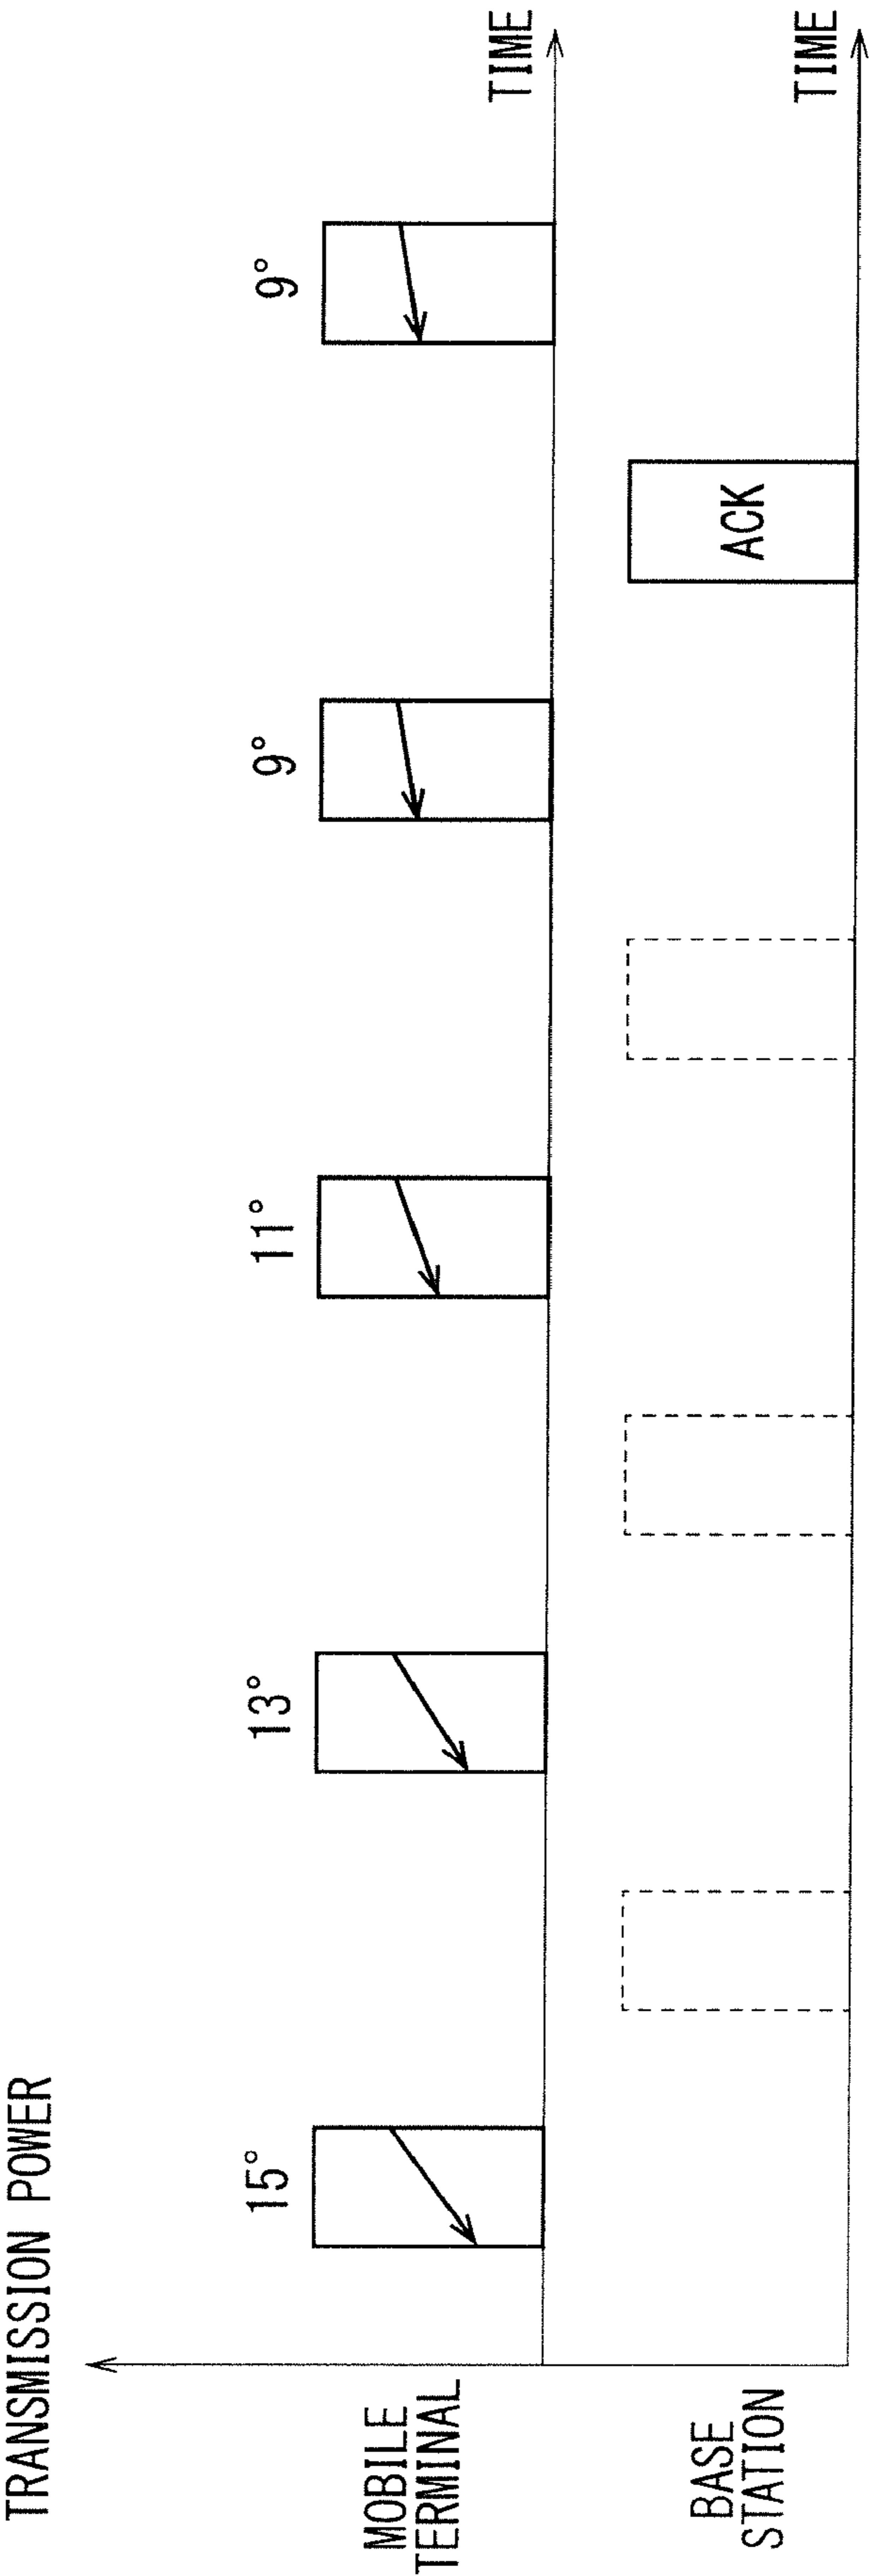 TRANSMISSION POWER
MOBILE
TERMINAL
15°
13°
11°
9°
9°
TIME
BASE
STATION
ACK
TIME